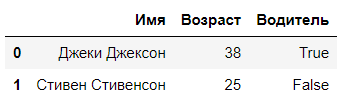 Имя Возраст Водитель
0 Джеки Джексон 38 True
1 Стивен Стивенсон 25 False